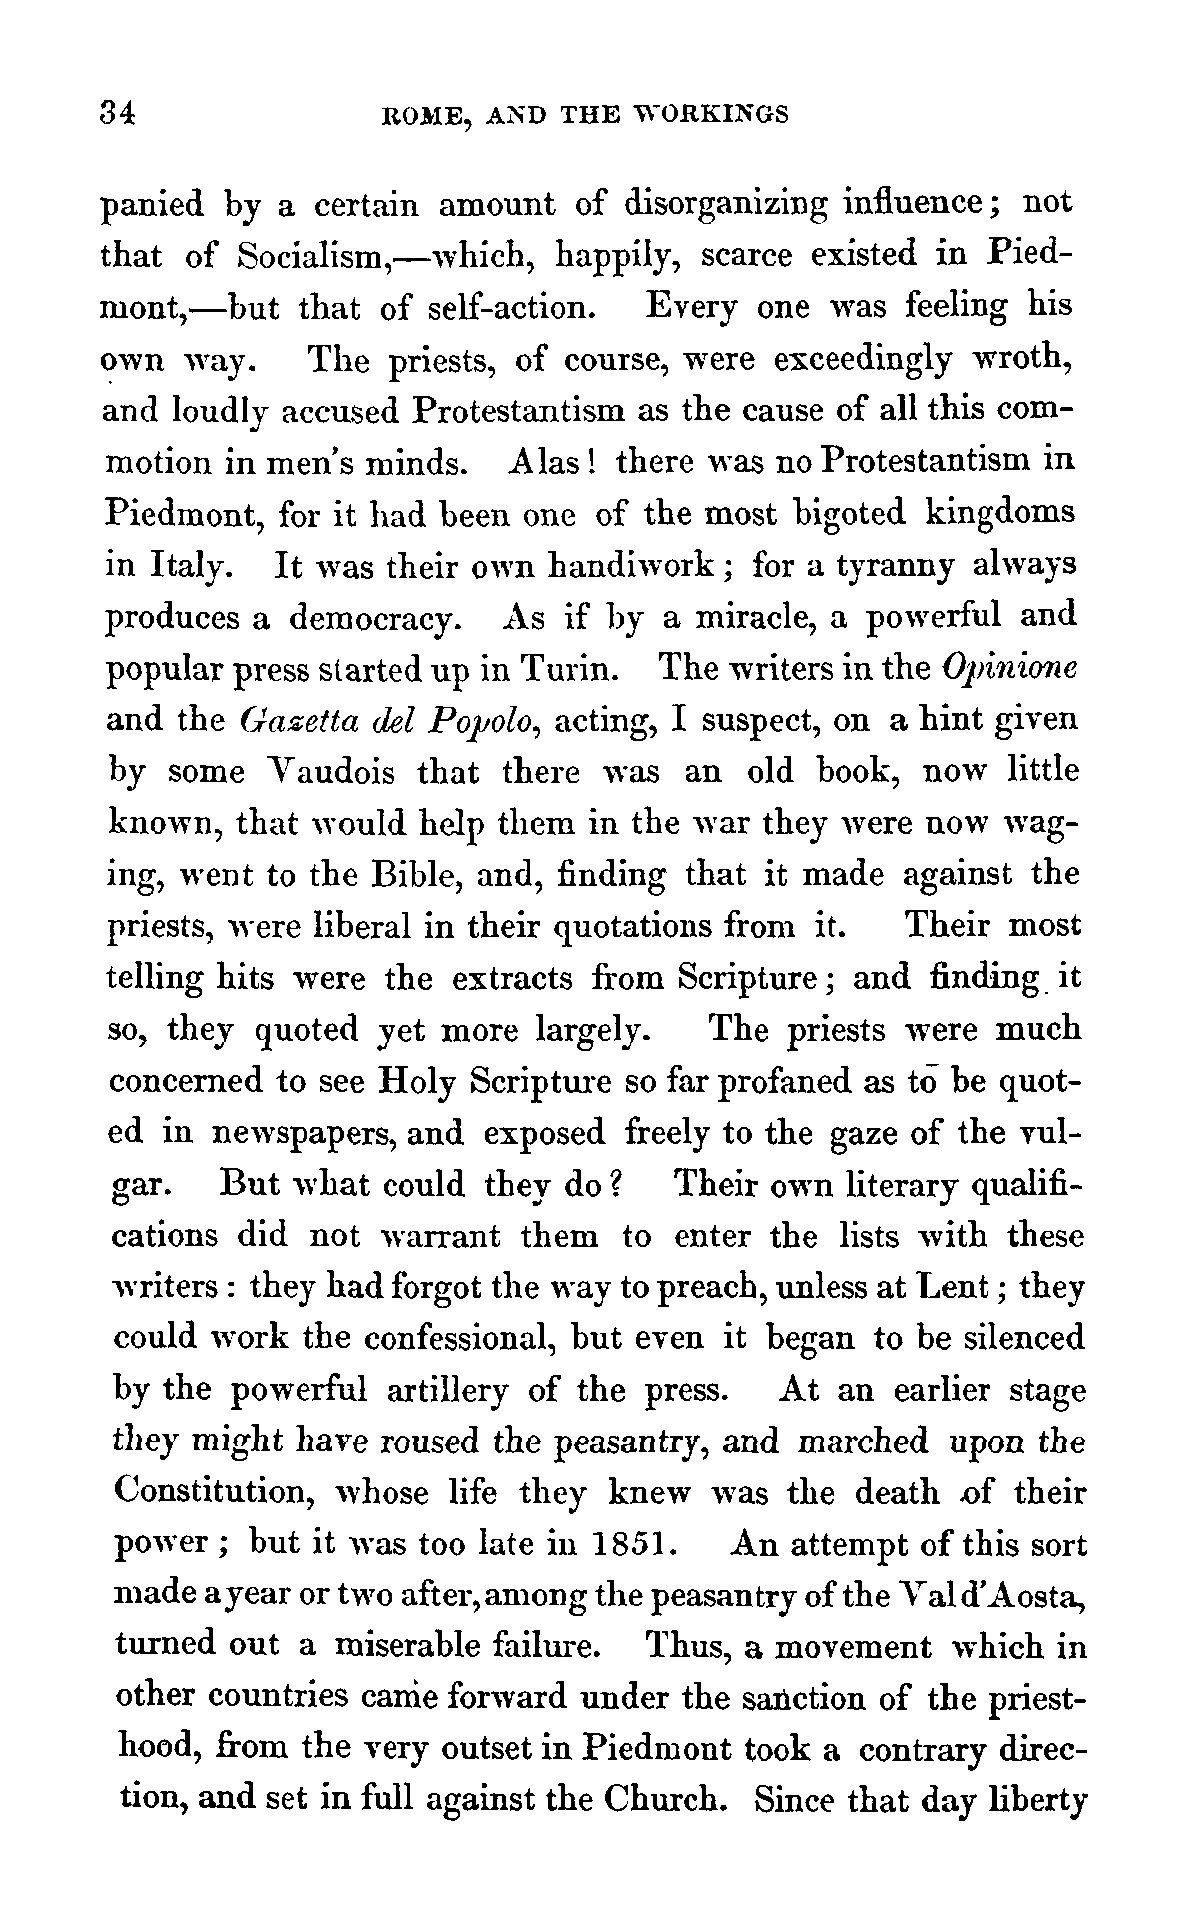 34 ROME, AND THE WORKINGS
panied by a certain amount of disorganizing influence; not
that of Socialism,—which, happily, scarce existed in Pied-
mont,—but that of self-action. Every one was feeling his
own way. The priests, of course, were exceedingly wroth,
and loudly accused Protestantism as the cause of all this com-
motion in men's minds. Alas! there was no Protestantism in
Piedmont, for it had been one of the most bigoted kingdoms
in Italy. It was their own handiwork; for a tyranny always
produces a democracy. As if by a miracle, a powerful and
popular press started up in Turin. The writers in the Opinione
and the Gazetta del Popolo, acting, I suspect, on a hint given
by some Vaudois that there was an old book, now little
known, that would help them in the war they were now wag-
ing, went to the Bible, and, finding that it made against the
priests, were liberal in their quotations from it. Their most
telling hits were the extracts from Scripture; and finding it
so, they quoted yet more largely. The priests were much
concerned to see Holy Scripture so far profaned as to be quot-
ed in newspapers, and exposed freely to the gaze of the vul-
gar. But what could they do? Their own literary qualifi-
cations did not warrant them to enter the lists with these
writers: they had forgot the way to preach, unless at Lent; they
could work the confessional, but even it began to be silenced
by the powerful artillery of the press. At an earlier stage
they might have roused the peasantry, and marched upon the
Constitution, whose life they knew was the death of their
power; but it was too late in 1851. An attempt of this sort
made a year or two after, among the peasantry of the Val d'Aosta,
turned out a miserable failure. Thus, a movement which in
other countries came forward under the sanction of the priest-
hood, from the very outset in Piedmont took a contrary direc-
tion, and set in full against the Church. Since that day liberty